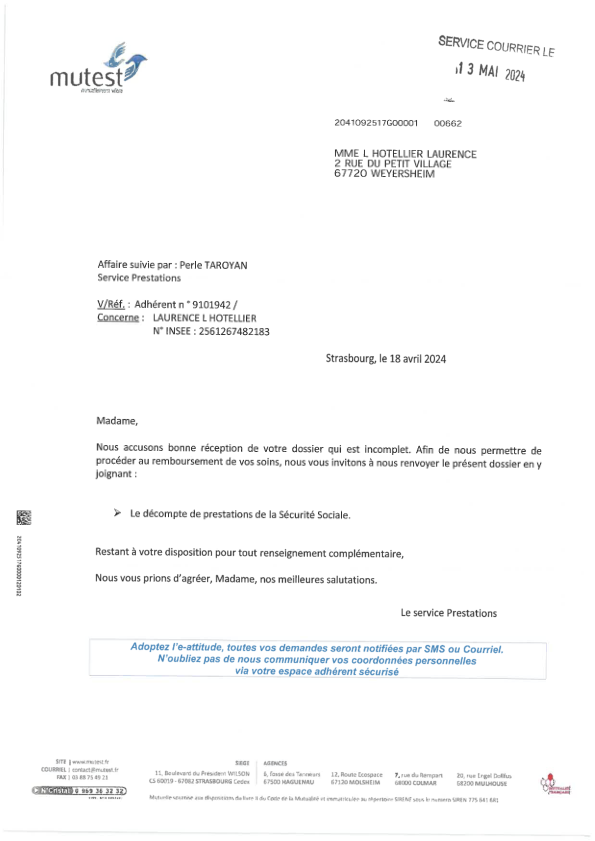 mutest
SERVICE COURRIER LE
13 MAI 2024
2041092517G00001 00662
MME L HOTELLIER LAURENCE
2 RUE DU PETIT VILLAGE
67720 WEYERSHEIM
Affaire suivie par : Perle TAROYAN
Service Prestations
V/Réf. : Adhérent n ° 9101942 /
Concerne : LAURENCE L HOTELLIER
N° INSEE : 2561267482183
Strasbourg, le 18 avril 2024
Madame,
Nous accusons bonne réception de votre dossier qui est incomplet. Afin de nous permettre de
procéder au remboursement de vos soins, nous vous invitons à nous renvoyer le présent dossier en y
joignant :
➢ Le décompte de prestations de la Sécurité Sociale.
Restant à votre disposition pour tout renseignement complémentaire,
Nous vous prions d'agréer, Madame, nos meilleures salutations.
Le service Prestations
Adoptez l'e-attitude, toutes vos demandes seront notifiées par SMS ou Courriel.
N'oubliez pas de nous communiquer vos coordonnées personnelles
via votre espace adhérent sécurisé
SITE | www.mutest.fr
COURRIEL : contact@mutest.fr
FAX | 03 88 75 49 21
N°Cristal 0 969 36 32 32
SIEGE
11, Boulevard du Président WILSON
CS 60019 - 67062 STRASBOURG Cedex
AGENCES
67500 HAGUENAU
12, Route Ecospace
67120 MOLSHEIM
7, rue du Rempart
68000 COLMAR
20, rue Engel Dollfus
68200 MULHOUSE
Mutuelle soumise aux dispositions du livre II du Code de la Mutualité et immatriculée au répertoire SIRENE sous le numéro SIREN 775 641 681